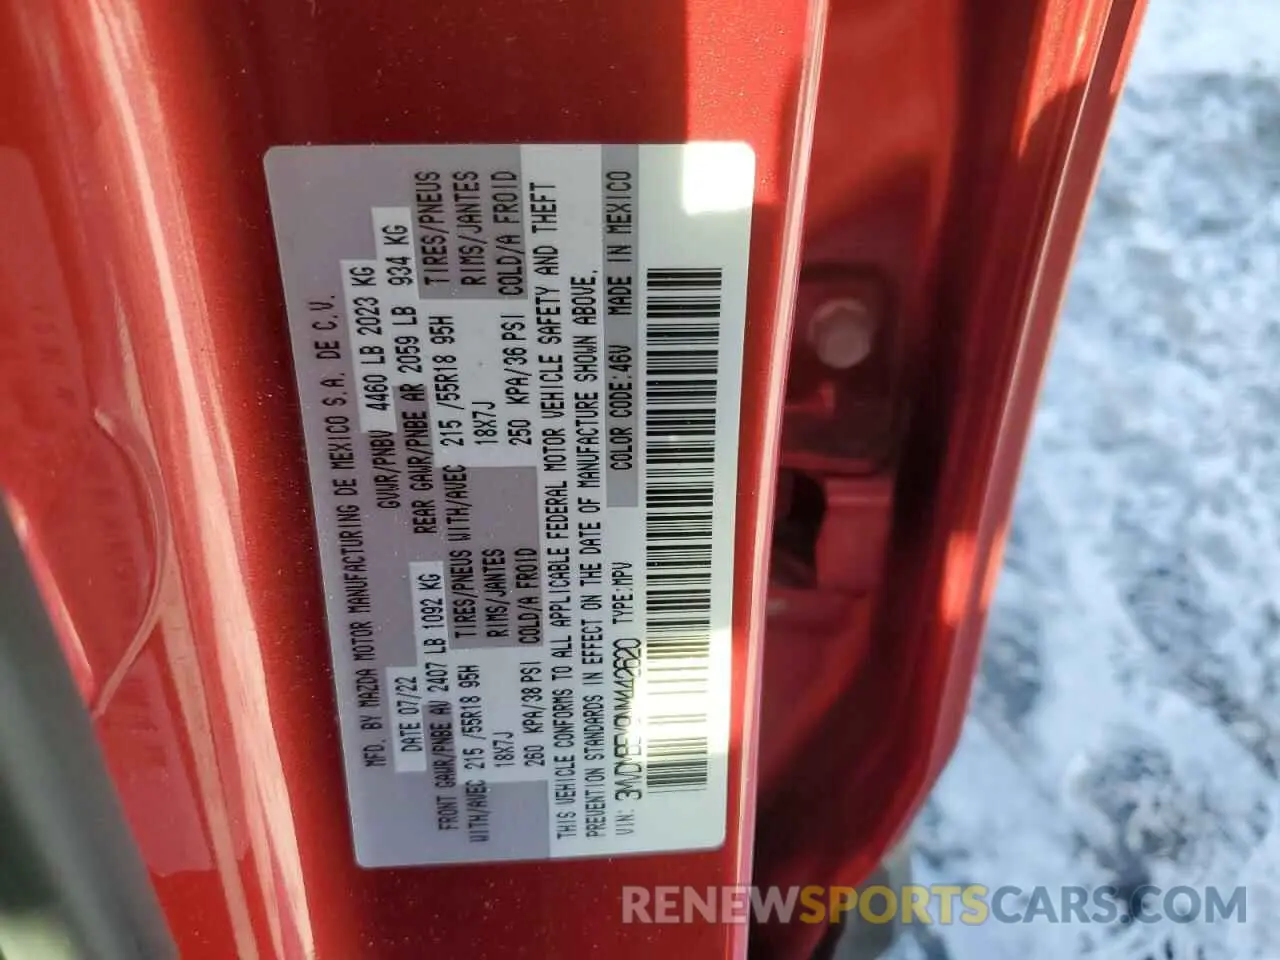 MFD. BY MAZDA MOTOR MANUFACTURING DE MEXICO S.A. DE C.V.
DATE 07/22 GVWR/PNBV 4460 LB 2023 KG
FRONT GAWR/PNBE AV 2407 LB 1092 KG REAR GAWR/PNBE AR 2059 LB 934 KG
WITH/AVEC 215 /55R18 95H TIRES/PNEUS WITH/AVEC 215 /55R18 95H TIRES/PNEUS
18X7J RIMS/JANTES 18X7J RIMS/JANTES
260 KPA/38 PSI COLD/A FROID 250 KPA/36 PSI COLD/A FROID
THIS VEHICLE CONFORMS TO ALL APPLICABLE FEDERAL MOTOR VEHICLE SAFETY AND THEFT
PREVENTION STANDARDS IN EFFECT ON THE DATE OF MANUFACTURE SHOWN ABOVE.
VIN: TYPE:MPV COLOR CODE:46V MADE IN MEXICO
RENEWSPORTSCARS.COM